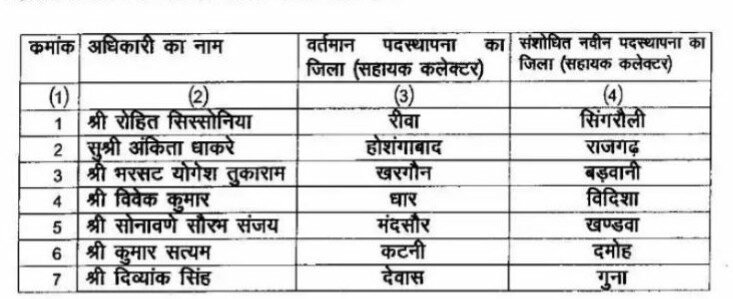 कमांक अधिकारी का नाम वर्तमान पदस्थापना का जिला (सहायक कलेक्टर) संशोधित नवीन पदस्थापना का जिला (सहायक कलेक्टर)
(1) (2) (3) (4)
1 श्री रोहित सिस्सोनिया रीवा सिंगरौली
2 सुश्री अंकिता धाकरे होशंगाबाद राजगढ़
3 श्री भरसट योगेश तुकाराम खरगौन बड़वानी
4 श्री विवेक कुमार धार विदिशा
5 श्री सोनावणे सौरभ संजय मंदसौर खण्डवा
6 श्री कुमार सत्यम कटनी दमोह
7 श्री दिव्यांक सिंह देवास गुना